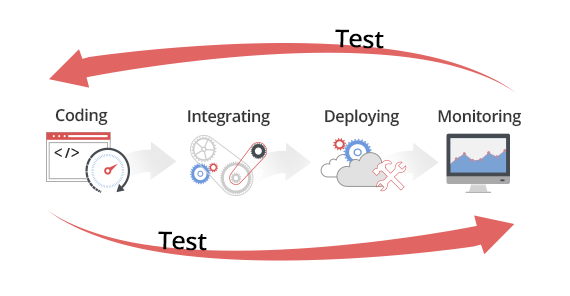 Test
Coding
Integrating
Deploying
Monitoring
</>
Test